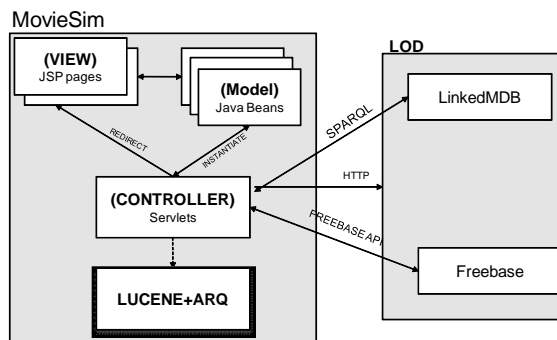 MovieSim
(VIEW)
JSP pages
(Model)
Java Beans
REDIRECT
INSTANTIATE
(CONTROLLER)
Servlets
LUCENE+ARQ
SPARQL
HTTP
FREEBASE API
LOD
LinkedMDB
Freebase